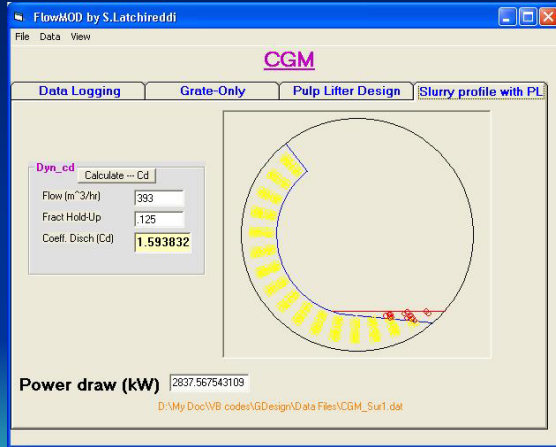 FlowMOD by S.Latchireddi
File Data View
CGM
Data Logging Grate-Only Pulp Lifter Design Slurry profile with PL
Dyn_cd
Calculate --- Cd
Flow (m^3/hr) 393
Fract Hold-Up .125
Coeff. Disch (Cd) 1.593832
Power draw (kW) 2837.567543109
D:\My Doc\VB codes\GDesign\Data Files\CGM_Sur1.dat